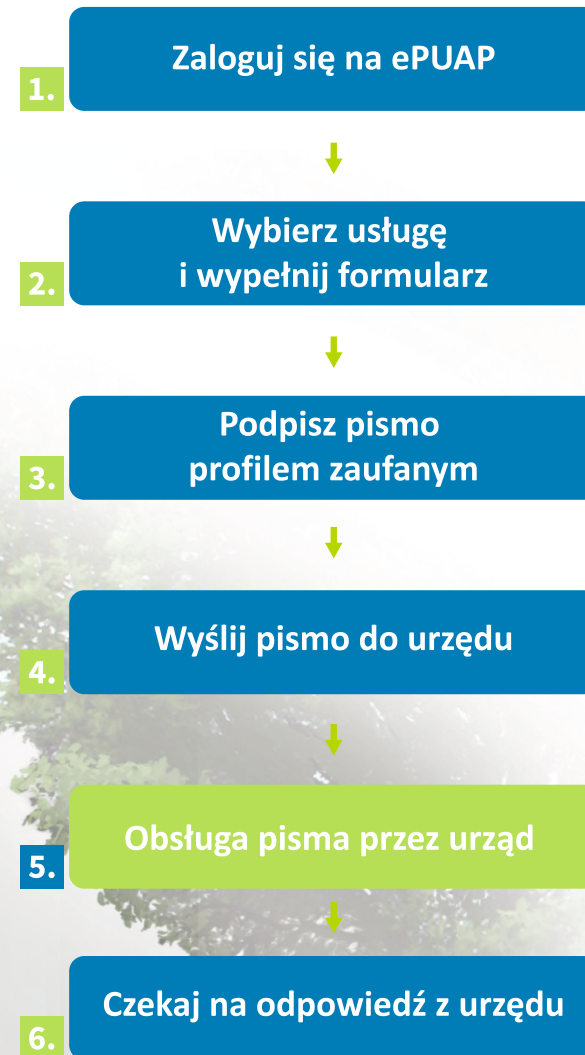 1.
Zaloguj się na ePUAP
2.
Wybierz usługę
i wypełnij formularz
3.
Podpisz pismo
profilem zaufanym
4.
Wyślij pismo do urzędu
5.
Obsługa pisma przez urząd
6.
Czekaj na odpowiedź z urzędu